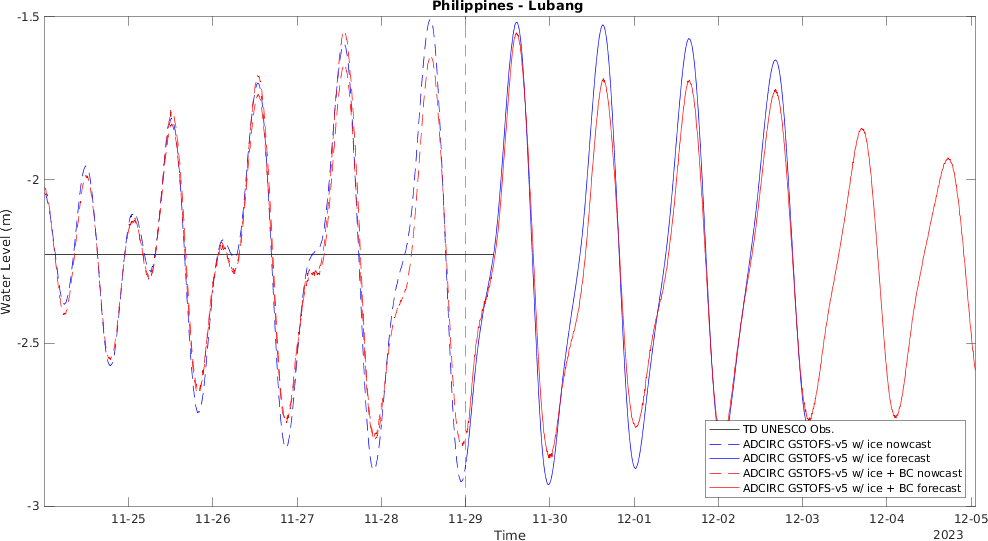 Philippines - Lubang
-1.5
-2
-2.5
-3
Water Level (m)
11-25 11-26 11-27 11-28 11-29 11-30 12-01 12-02 12-03 12-04 12-05
Time
2023
TD UNESCO Obs.
ADCIRC GSTOFS-v5 w/ ice nowcast
ADCIRC GSTOFS-v5 w/ ice forecast
ADCIRC GSTOFS-v5 w/ ice + BC nowcast
ADCIRC GSTOFS-v5 w/ ice + BC forecast